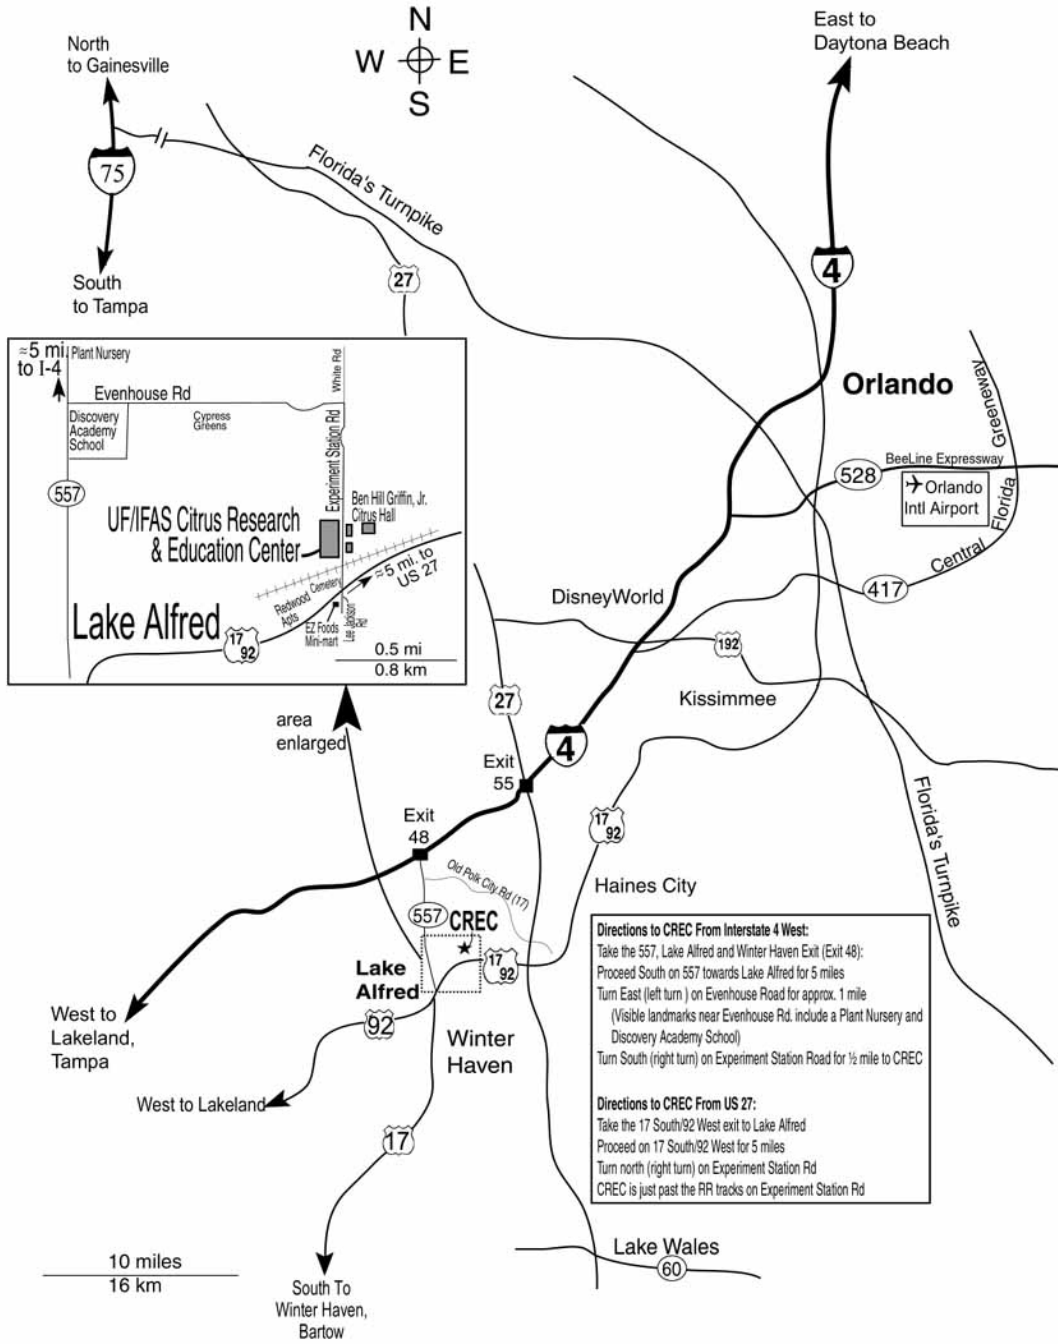 N
W E
S
North
to Gainesville
75
South
to Tampa
East to
Daytona Beach
Florida's Turnpike
27
4
Orlando
Central Florida Greeneway
BeeLine Expressway
528
Orlando
Intl Airport
417
≈5 mi.
to I-4
Plant Nursery
White Rd
Evenhouse Rd
Discovery
Academy
School
Cypress
Greens
Experiment Station Rd
557
Ben Hill Griffin, Jr.
Citrus Hall
UF/IFAS Citrus Research
& Education Center
≈5 mi. to
US 27
Cemetery
Redwood
Apts
Lake Alfred
17
92
EZ Foods
Mini-mart
Lee Jackson
0.5 mi
0.8 km
DisneyWorld
192
Kissimmee
27
area
enlarged
4
Exit
55
Exit
48
17
92
Florida's Turnpike
Old Polk City Rd (17)
Haines City
557
CREC
17
92
Lake
Alfred
92
Winter
Haven
West to
Lakeland,
Tampa
West to Lakeland
17
Directions to CREC From Interstate 4 West:
Take the 557, Lake Alfred and Winter Haven Exit (Exit 48):
Proceed South on 557 towards Lake Alfred for 5 miles
Turn East (left turn ) on Evenhouse Road for approx. 1 mile
(Visible landmarks near Evenhouse Rd. include a Plant Nursery and
Discovery Academy School)
Turn South (right turn) on Experiment Station Road for ½ mile to CREC
Directions to CREC From US 27:
Take the 17 South/92 West exit to Lake Alfred
Proceed on 17 South/92 West for 5 miles
Turn north (right turn) on Experiment Station Rd
CREC is just past the RR tracks on Experiment Station Rd
10 miles
16 km
South To
Winter Haven,
Bartow
Lake Wales
60